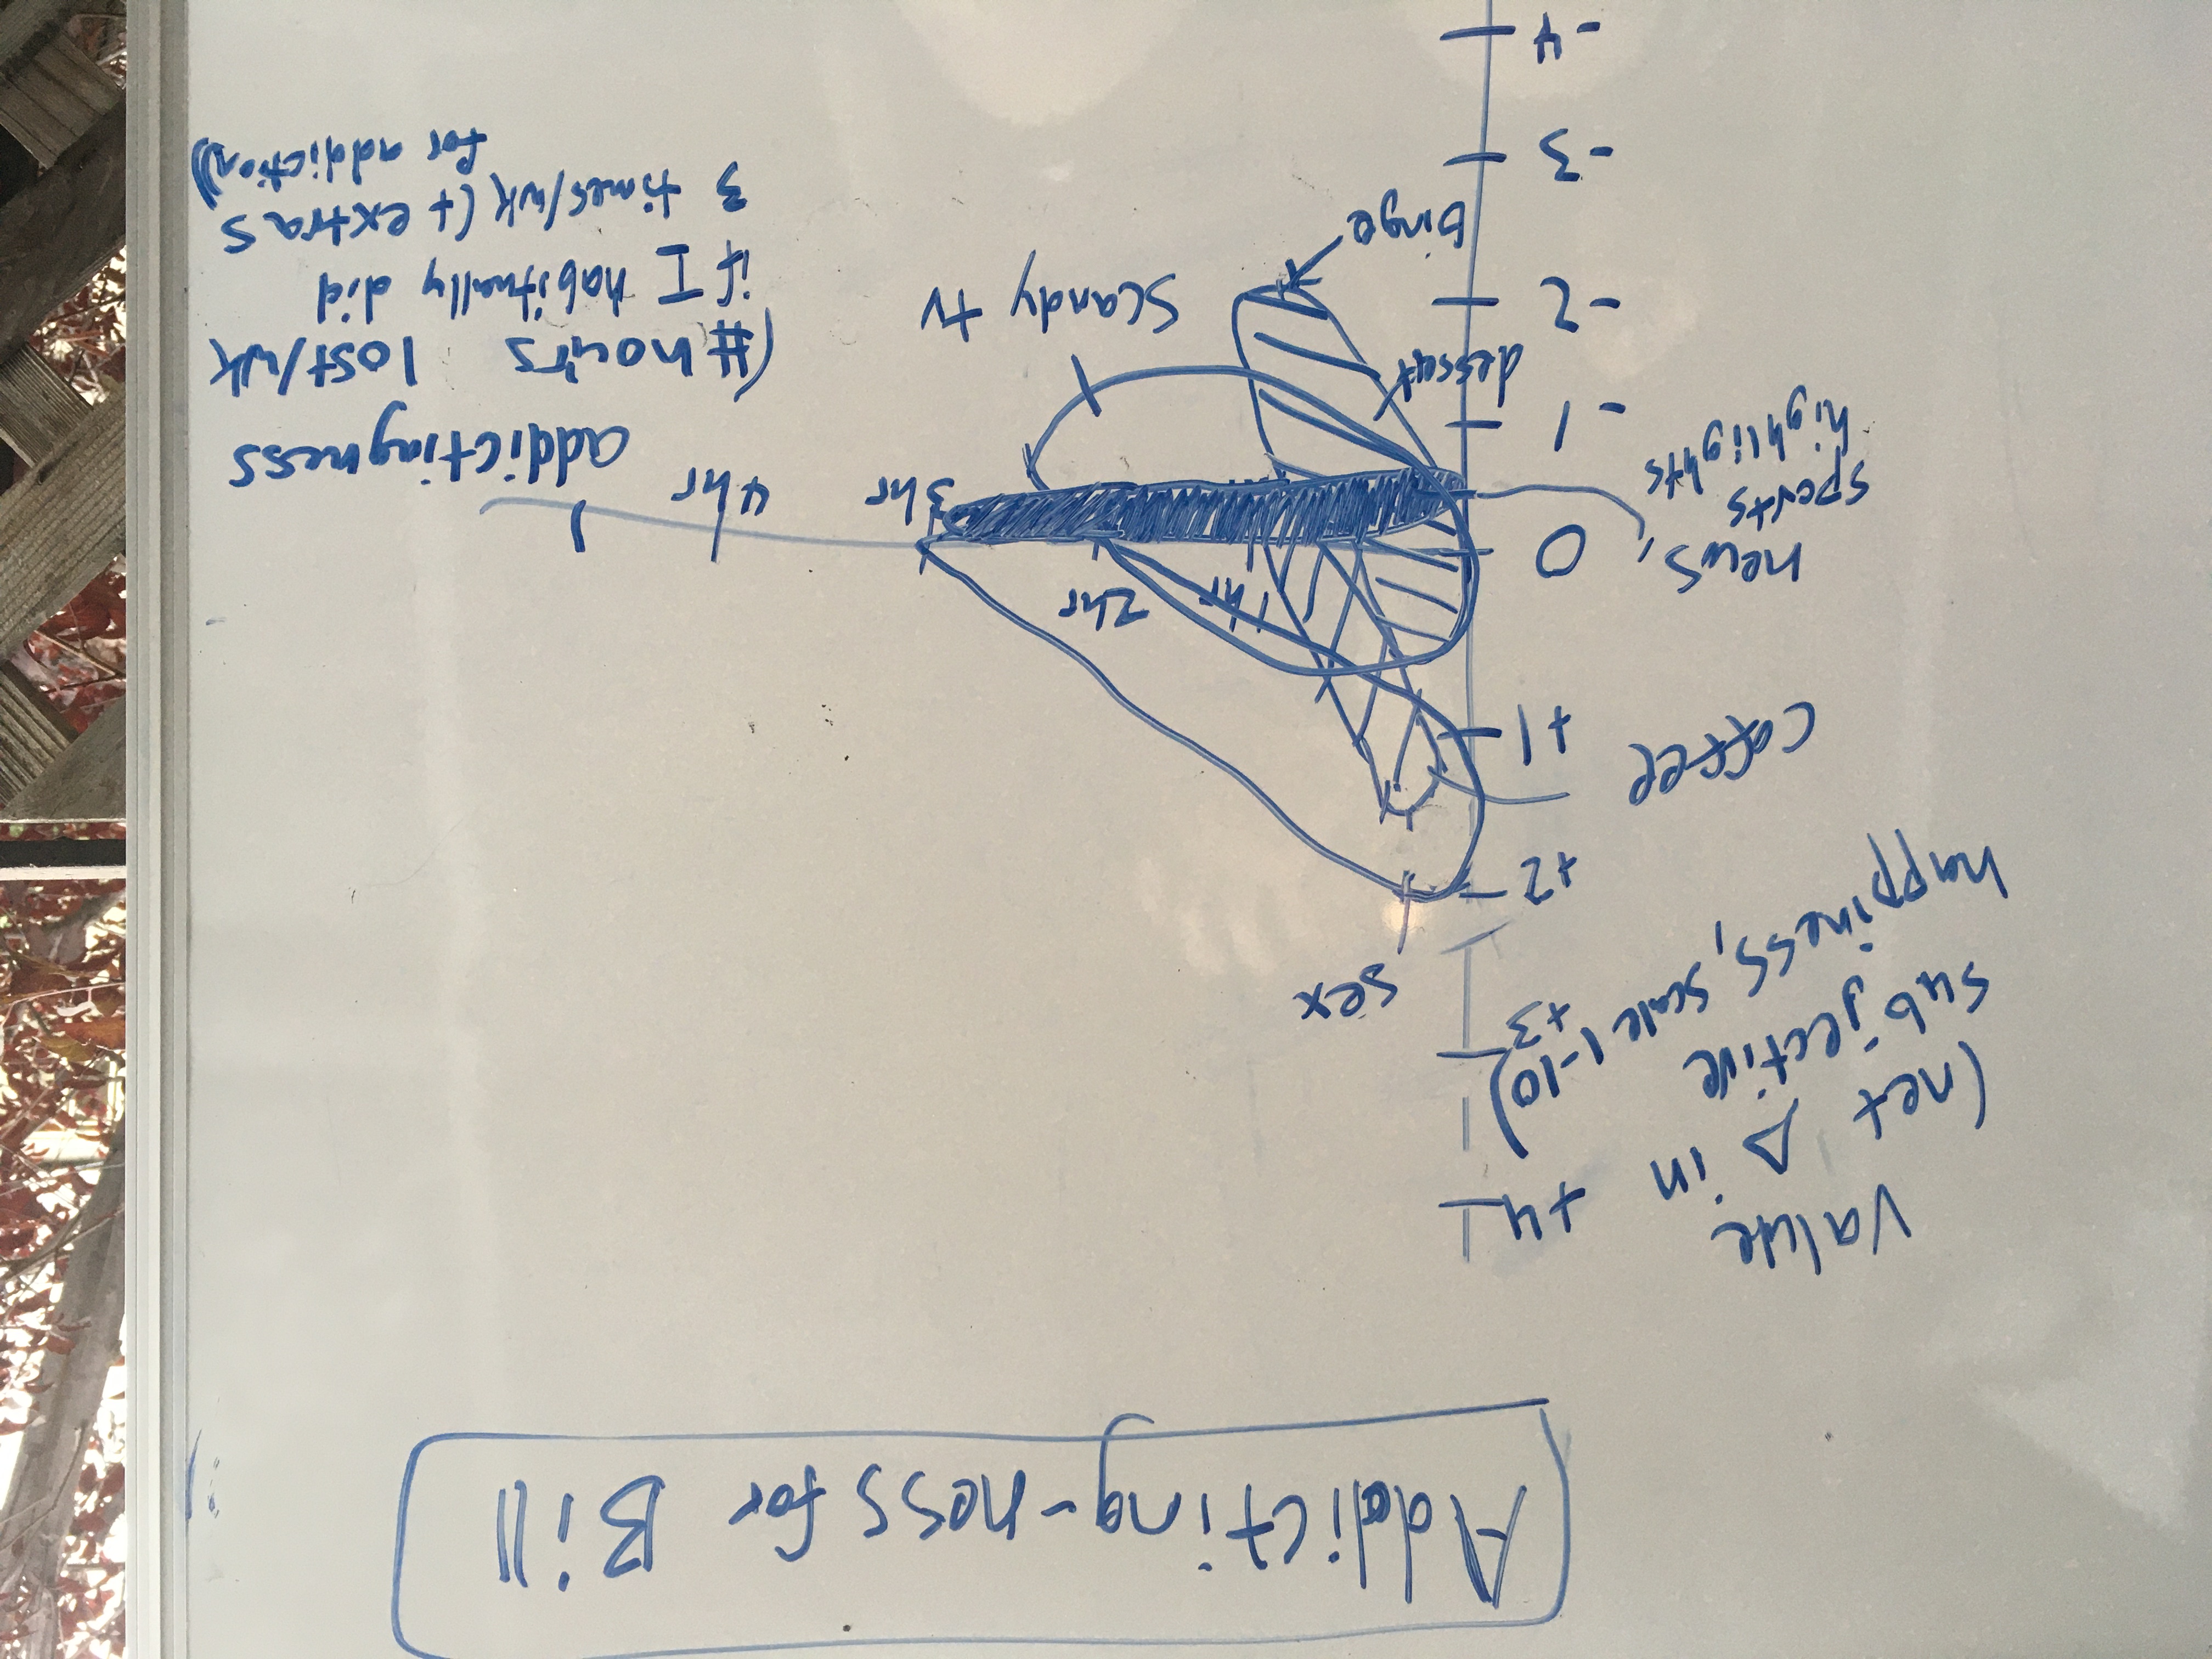 Addicting-ness for Bill
Value
(net Δ in
subjective
happiness, scale 1-10)
+4
+3
sex
+2
coffee
+1
1hr
2hr
news,
sports
highlights
0
3hr
4hr
addictingness
(# hours lost/wk
if I habitually did
3 times/wk (+ extras
for addiction))
-1
dessert
-2
scandy tv
binge
-3
-4